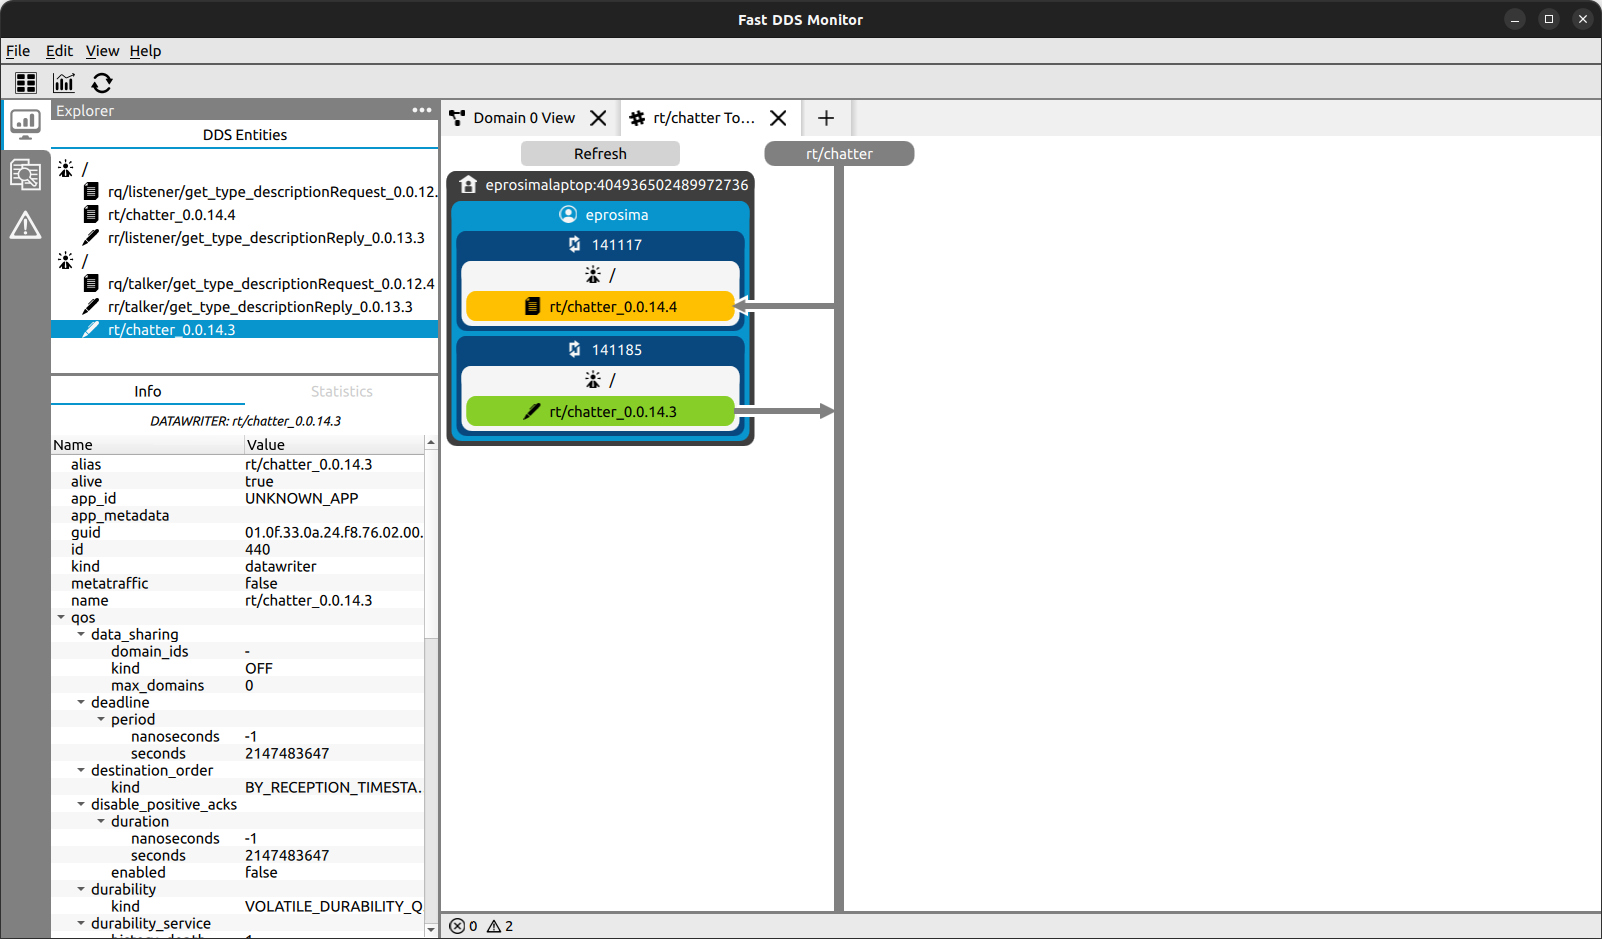 Fast DDS Monitor
File Edit View Help
Explorer
DDS Entities
/
rq/listener/get_type_descriptionRequest_0.0.12.
rt/chatter_0.0.14.4
rr/listener/get_type_descriptionReply_0.0.13.3
/
rq/talker/get_type_descriptionRequest_0.0.12.4
rr/talker/get_type_descriptionReply_0.0.13.3
rt/chatter_0.0.14.3
Info Statistics
DATAWRITER: rt/chatter_0.0.14.3
Name Value
alias rt/chatter_0.0.14.3
alive true
app_id UNKNOWN_APP
app_metadata
guid 01.0f.33.0a.24.f8.76.02.00.
id 440
kind datawriter
metatraffic false
name rt/chatter_0.0.14.3
qos
data_sharing
domain_ids -
kind OFF
max_domains 0
deadline
period
nanoseconds -1
seconds 2147483647
destination_order
kind BY_RECEPTION_TIMESTA.
disable_positive_acks
duration
nanoseconds -1
seconds 2147483647
enabled false
durability
kind VOLATILE_DURABILITY_Q
durability_service
Domain 0 View
rt/chatter To...
Refresh
rt/chatter
eprosimalaptop:404936502489972736
eprosima
141117
/
rt/chatter_0.0.14.4
141185
/
rt/chatter_0.0.14.3
0 2